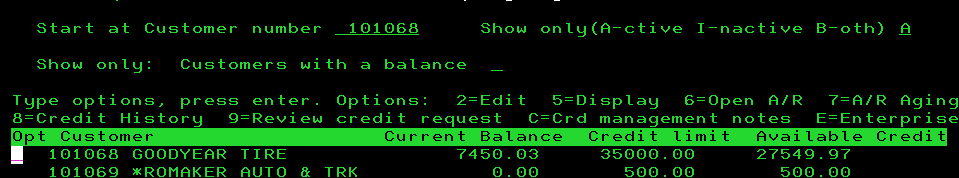 Start at Customer number 101068 Show only(A-ctive I-nactive B-oth) A
Show only: Customers with a balance _
Type options, press enter. Options: 2=Edit 5=Display 6=Open A/R 7=A/R Aging
8=Credit History 9=Review credit request C=Crd management notes E=Enterprise
Opt Customer Current Balance Credit limit Available Credit
101068 GOODYEAR TIRE 7450.03 35000.00 27549.97
101069 *ROMAKER AUTO & TRK 0.00 500.00 500.00